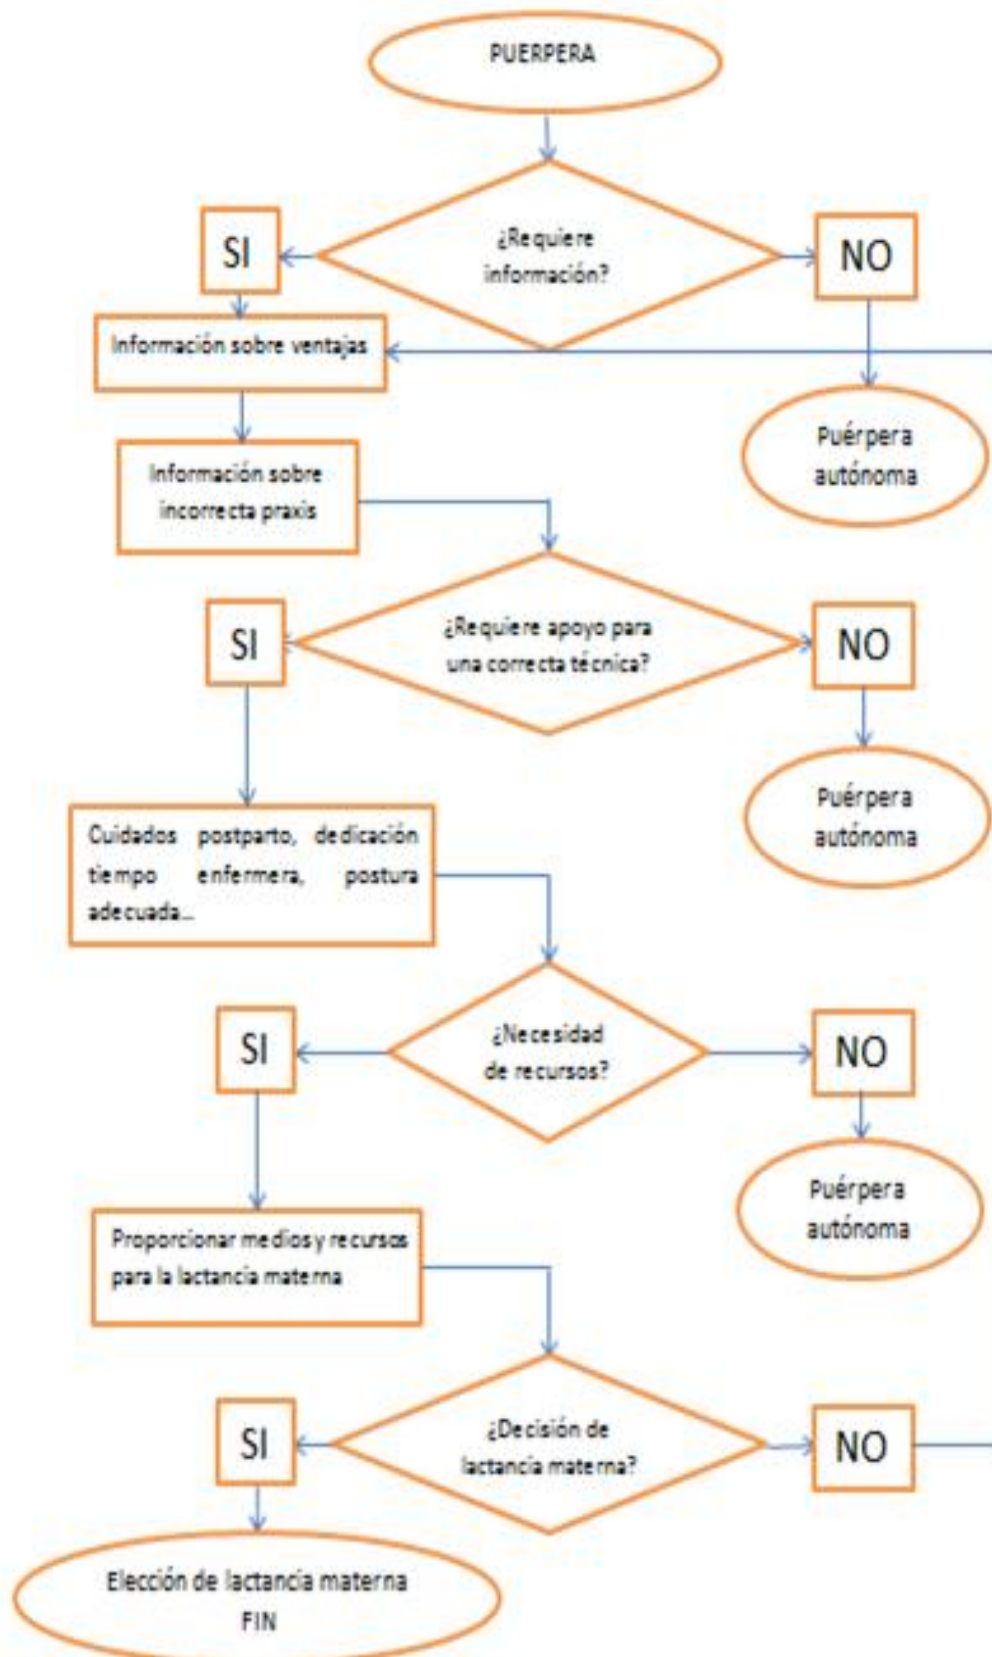 PUERPERA
¿Requiere
información?
SI
NO
Información sobre ventajas
Puérpera
autónoma
Información sobre
incorrecta praxis
¿Requiere apoyo para
una correcta técnica?
SI
NO
Puérpera
autónoma
Cuidados postparto, dedicación
tiempo enfermera, postura
adecuada...
¿Necesidad
de recursos?
SI
NO
Puérpera
autónoma
Proporcionar medios y recursos
para la lactancia materna
¿Decisión de
lactancia materna?
SI
NO
Elección de lactancia materna
FIN